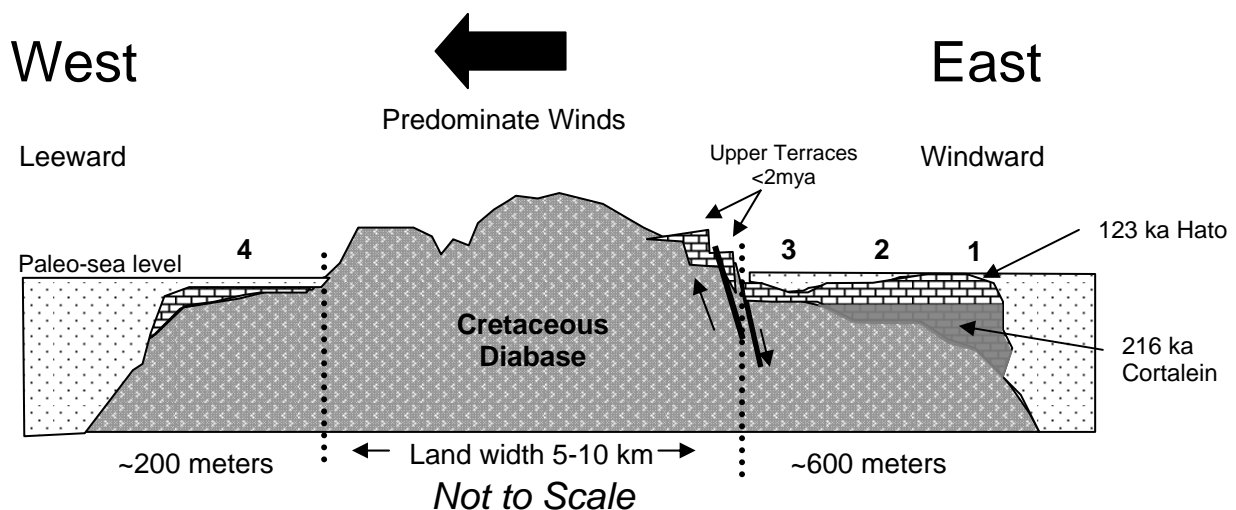 West
East
Predominate Winds
Leeward
Upper Terraces
<2mya
Windward
4
3
2
1
123 ka Hato
Paleo-sea level
Cretaceous
Diabase
216 ka
Cortalein
~200 meters
Land width 5-10 km
~600 meters
Not to Scale